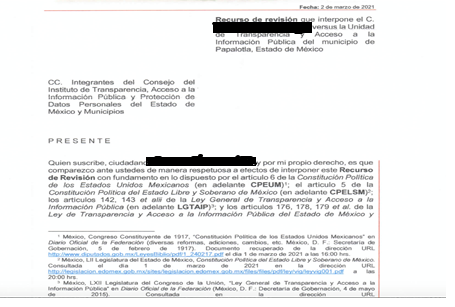 Fecha: 2 de marzo de 2021
Recurso de revisión que interpone el C.
versus la Unidad
de Transparencia y Acceso a la
Información Pública del municipio de
Papalotla, Estado de México
CC. Integrantes del Consejo del
Instituto de Transparencia, Acceso a la
Información Pública y Protección de
Datos Personales del Estado de
México y Municipios
P R E S E N T E
Quien suscribe, ciudadano y por mi propio derecho, es que
comparezco ante ustedes de manera respetuosa a efectos de interponer este Recurso
de Revisión con fundamento en lo dispuesto por el artículo 6 de la Constitución Política
de los Estados Unidos Mexicanos (en adelante CPEUM)¹; el artículo 5 de la
Constitución Política del Estado Libre y Soberano de México (en adelante CPELSM)²;
los artículos 142, 143 et alii de la Ley General de Transparencia y Acceso a la
Información Pública (en adelante LGTAIP)³; y los artículos 176, 178, 179 et al. de la
Ley de Transparencia y Acceso a la Información Pública del Estado de México y
¹ México, Congreso Constituyente de 1917, "Constitución Política de los Estados Unidos Mexicanos" en
Diario Oficial de la Federación (diversas reformas, adiciones, cambios, etc. México, D. F.: Secretaría de
Gobernación, 5 de febrero de 1917). Documento recuperado de la dirección URL
http://www.diputados.gob.mx/LeyesBiblio/pdf/1_240217.pdf el día 1 de marzo de 2021 a las 16:00 hrs.
² México, LII Legislatura del Estado de México, Constitución Política del Estado Libre y Soberano de México.
Consultada el día 1 de marzo de 2021 en la dirección URL
http://legislacion.edomex.gob.mx/sites/legislacion.edomex.gob.mx/files/files/pdf/ley/vig/leyvig001.pdf a las
20:00 hrs.
³ México, LXII Legislatura del Congreso de la Unión, "Ley General de Transparencia y Acceso a la
Información Pública" en Diario Oficial de la Federación (México, D. F.: Secretaría de Gobernación, 4 de mayo
de 2015). Consultada en la dirección URL